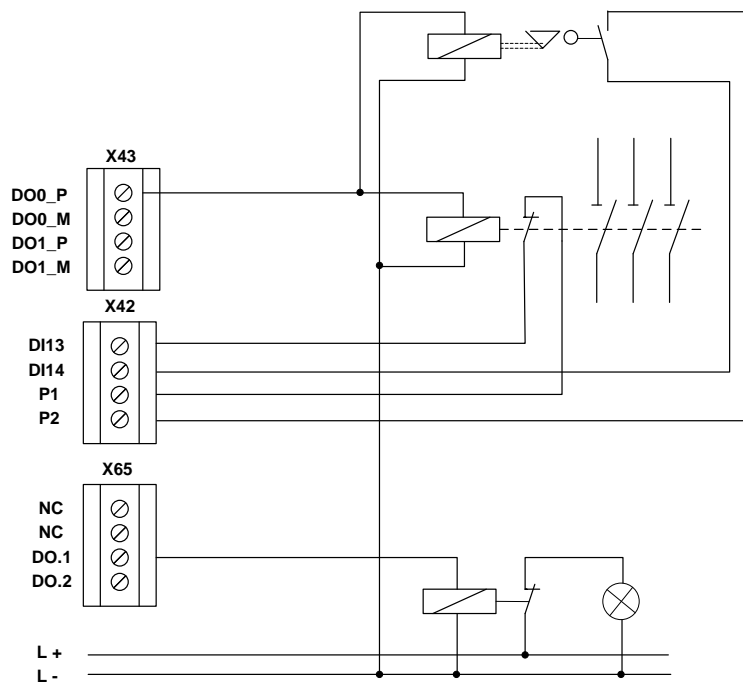 X43
DO0_P
DO0_M
DO1_P
DO1_M
X42
DI13
DI14
P1
P2
X65
NC
NC
DO.1
DO.2
L +
L -